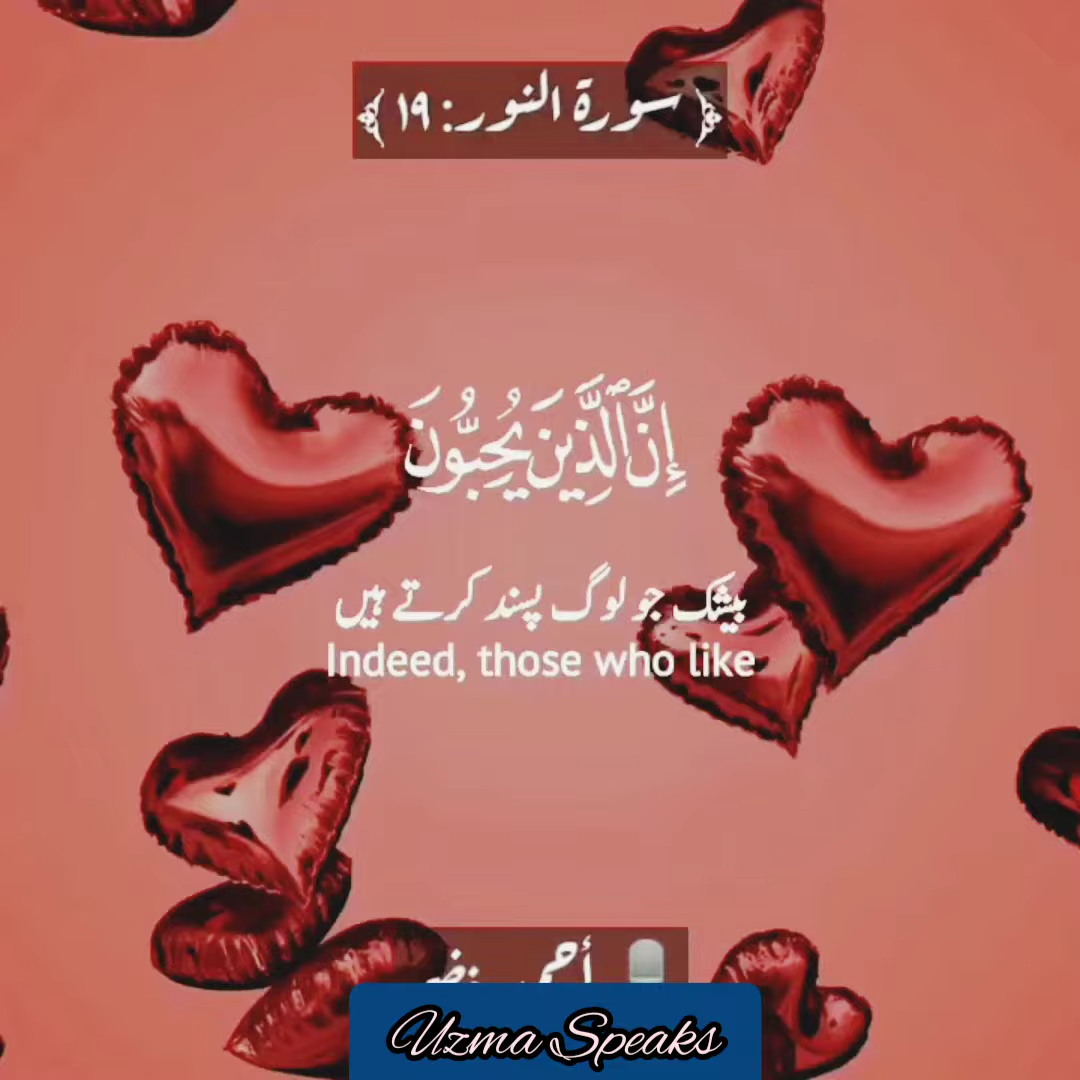 ﴿ سورة النور: ١٩ ﴾
إِنَّ ٱلَّذِينَ يُحِبُّونَ
بیشک جو لوگ پسند کرتے ہیں
Indeed, those who like
Uzma Speaks